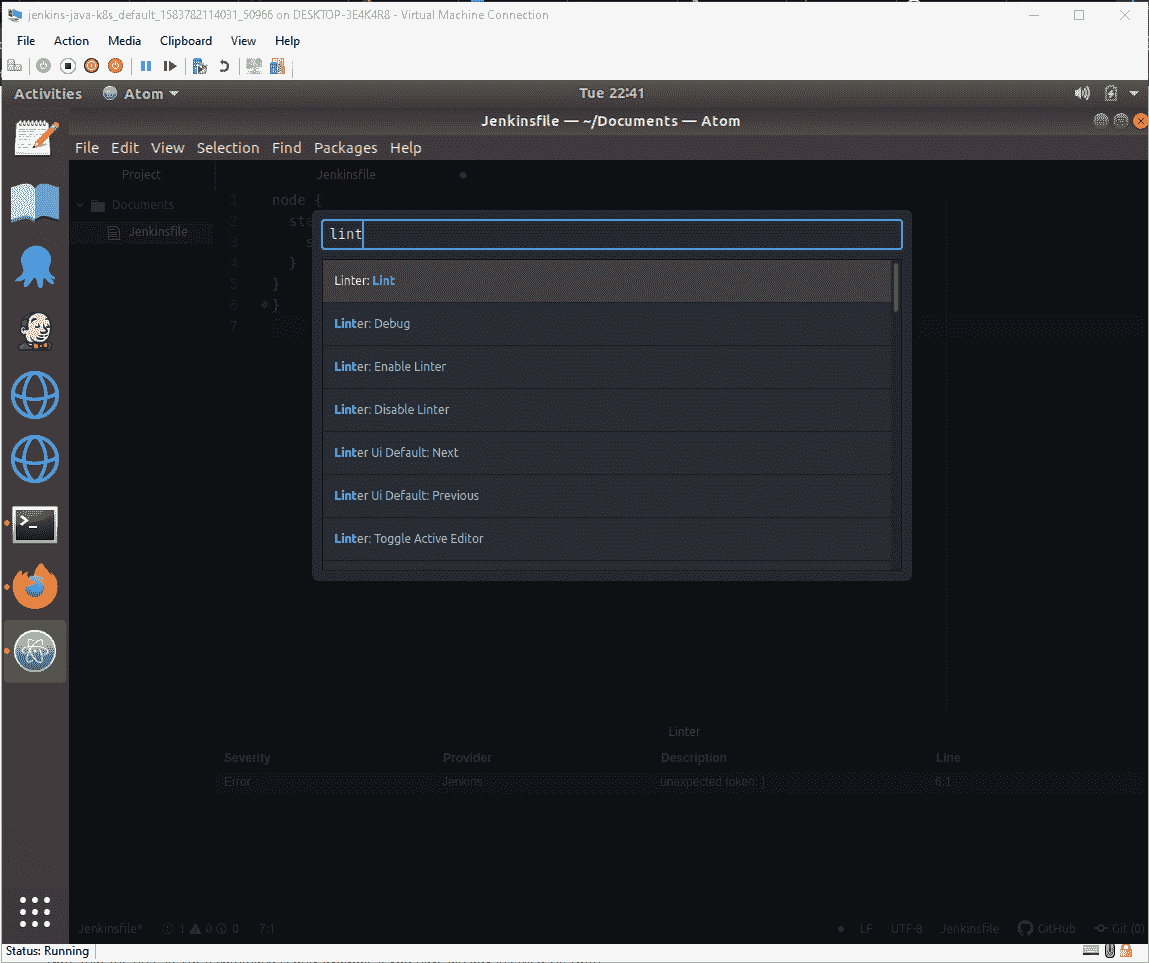 jenkins-java-k8s_default_1583782114031_50966 on DESKTOP-3E4K4R8 - Virtual Machine Connection
File Action Media Clipboard View Help
Activities Atom Tue 22:41
Jenkinsfile — ~/Documents — Atom
File Edit View Selection Find Packages Help
Project Jenkinsfile
Documents
Jenkinsfile
1 node {
2 sta
3 s
4 }
5 }
6 }
7
lint
Linter: Lint
Linter: Debug
Linter: Enable Linter
Linter: Disable Linter
Linter Ui Default: Next
Linter Ui Default: Previous
Linter: Toggle Active Editor
Linter
Severity Provider Description Line
Error Jenkins unexpected token: } 6:1
Jenkinsfile* 1 0 0 7:1 LF UTF-8 Jenkinsfile GitHub Git (0)
Status: Running